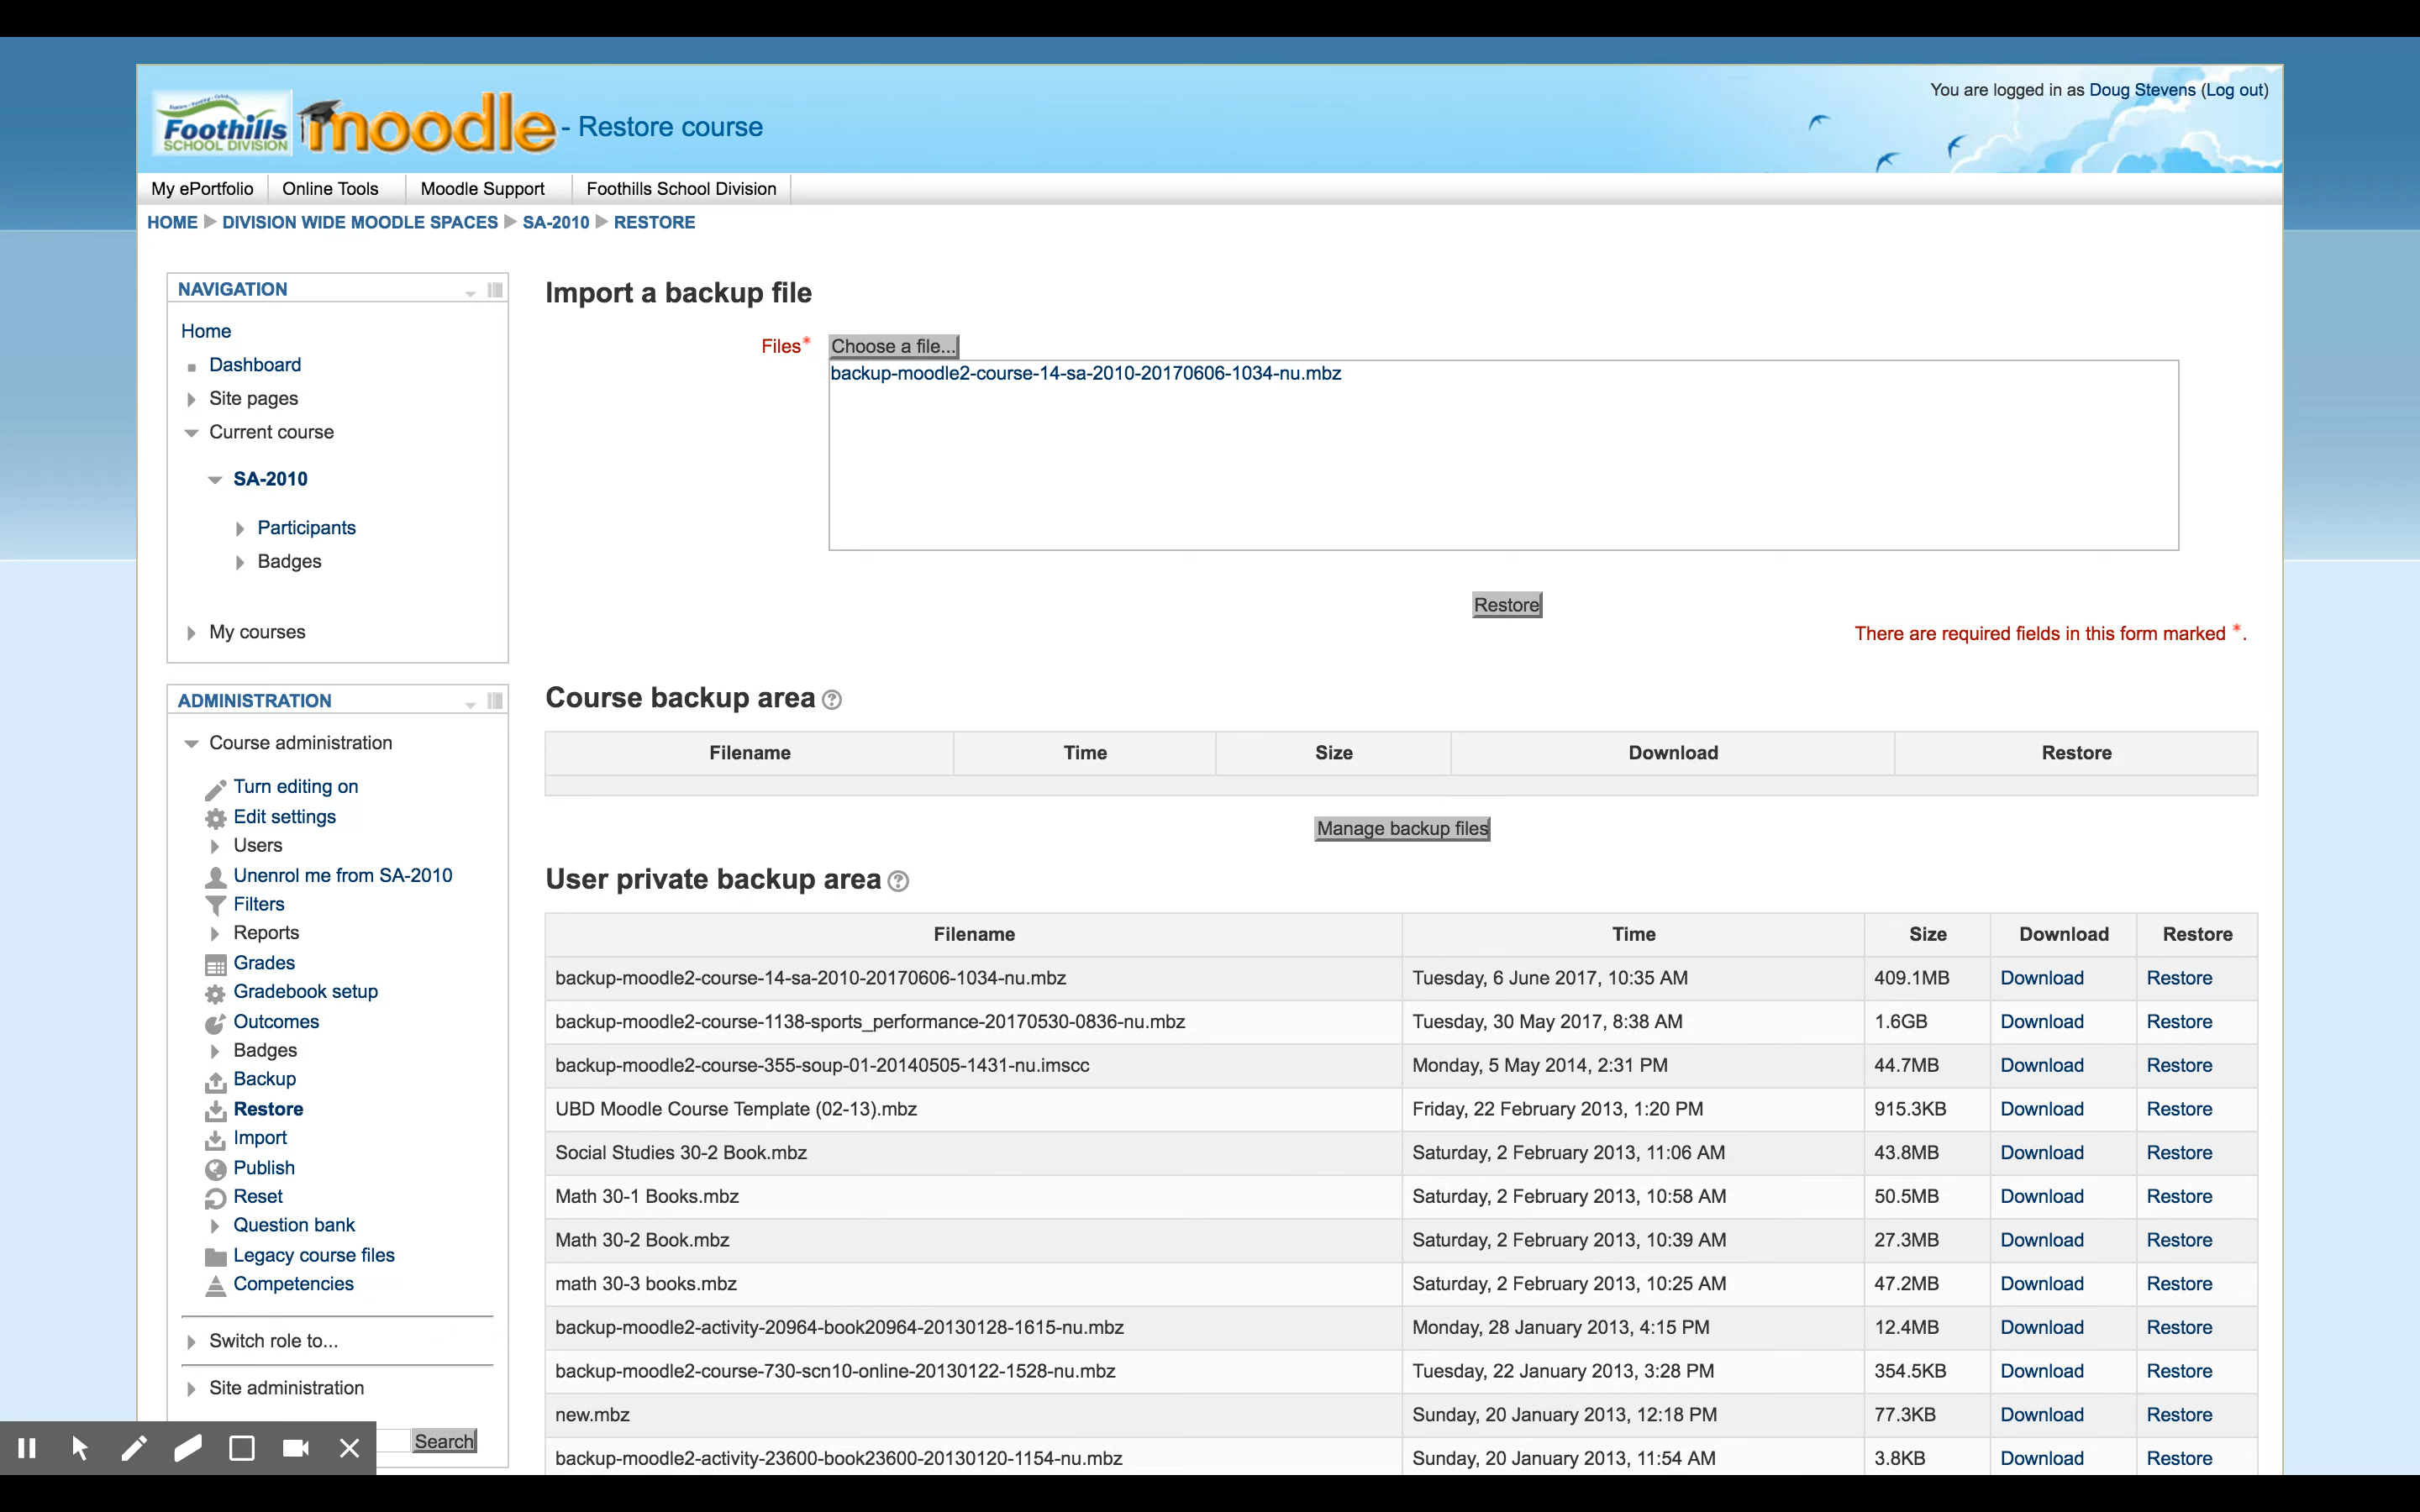 You are logged in as Doug Stevens (Log out)
Foothills
SCHOOL DIVISION
moodle - Restore course
My ePortfolio Online Tools Moodle Support Foothills School Division
HOME DIVISION WIDE MOODLE SPACES SA-2010 RESTORE
NAVIGATION
Home
Dashboard
Site pages
Current course
SA-2010
Participants
Badges
My courses
ADMINISTRATION
Course administration
Turn editing on
Edit settings
Users
Unenrol me from SA-2010
Filters
Reports
Grades
Gradebook setup
Outcomes
Badges
Backup
Restore
Import
Publish
Reset
Question bank
Legacy course files
Competencies
Switch role to...
Site administration
Search
Import a backup file
Files* Choose a file...
backup-moodle2-course-14-sa-2010-20170606-1034-nu.mbz
Restore
There are required fields in this form marked *.
Course backup area ?
Filename Time Size Download Restore
Manage backup files
User private backup area ?
Filename Time Size Download Restore
backup-moodle2-course-14-sa-2010-20170606-1034-nu.mbz Tuesday, 6 June 2017, 10:35 AM 409.1MB Download Restore
backup-moodle2-course-1138-sports_performance-20170530-0836-nu.mbz Tuesday, 30 May 2017, 8:38 AM 1.6GB Download Restore
backup-moodle2-course-355-soup-01-20140505-1431-nu.imscc Monday, 5 May 2014, 2:31 PM 44.7MB Download Restore
UBD Moodle Course Template (02-13).mbz Friday, 22 February 2013, 1:20 PM 915.3KB Download Restore
Social Studies 30-2 Book.mbz Saturday, 2 February 2013, 11:06 AM 43.8MB Download Restore
Math 30-1 Books.mbz Saturday, 2 February 2013, 10:58 AM 50.5MB Download Restore
Math 30-2 Book.mbz Saturday, 2 February 2013, 10:39 AM 27.3MB Download Restore
math 30-3 books.mbz Saturday, 2 February 2013, 10:25 AM 47.2MB Download Restore
backup-moodle2-activity-20964-book20964-20130128-1615-nu.mbz Monday, 28 January 2013, 4:15 PM 12.4MB Download Restore
backup-moodle2-course-730-scn10-online-20130122-1528-nu.mbz Tuesday, 22 January 2013, 3:28 PM 354.5KB Download Restore
new.mbz Sunday, 20 January 2013, 12:18 PM 77.3KB Download Restore
backup-moodle2-activity-23600-book23600-20130120-1154-nu.mbz Sunday, 20 January 2013, 11:54 AM 3.8KB Download Restore